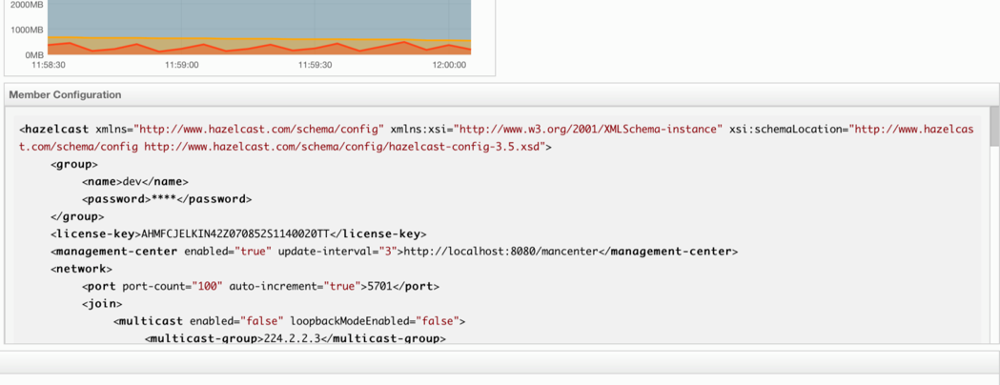 2000MB
1000MB
0MB
11:58:30 11:59:00 11:59:30 12:00:00
Member Configuration
<hazelcast xmlns="http://www.hazelcast.com/schema/config" xmlns:xsi="http://www.w3.org/2001/XMLSchema-instance" xsi:schemaLocation="http://www.hazelcas
t.com/schema/config http://www.hazelcast.com/schema/config/hazelcast-config-3.5.xsd">
<group>
<name>dev</name>
<password>****</password>
</group>
<license-key>AHMFCJELKIN42Z070852S1140020TT</license-key>
<management-center enabled="true" update-interval="3">http://localhost:8080/mancenter</management-center>
<network>
<port port-count="100" auto-increment="true">5701</port>
<join>
<multicast enabled="false" loopbackModeEnabled="false">
<multicast-group>224.2.2.3</multicast-group>